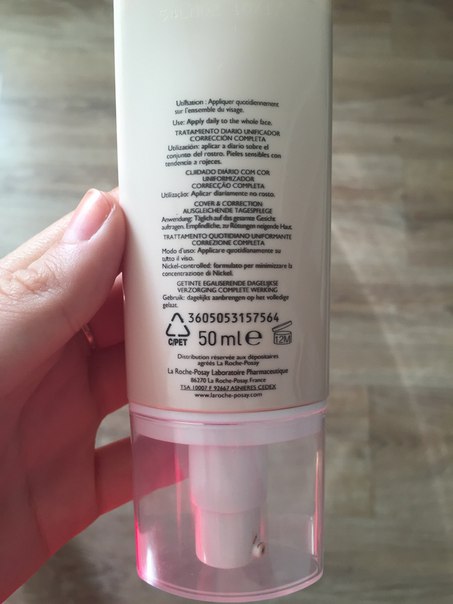 Utilisation : Appliquer quotidiennement
sur l'ensemble du visage.
Use: Apply daily to the whole face.
TRATAMIENTO DIARIO UNIFICADOR
CORRECCIÓN COMPLETA
Utilización: aplicar a diario sobre el
conjunto del rostro. Pieles sensibles con
tendencia a rojeces.
CUIDADO DIÁRIO COM COR
UNIFORMIZADOR
CORRECÇÃO COMPLETA
Utilização: Aplicar diariamente no rosto.
COVER & CORRECTION
AUSGLEICHENDE TAGESPFLEGE
Anwendung: Täglich auf das gesamte Gesicht
auftragen. Empfindliche, zu Rötungen neigende Haut.
TRATTAMENTO QUOTIDIANO UNIFORMANTE
CORREZIONE COMPLETA
Modo d'uso: Applicare quotidianamente su
tutto il viso.
Nickel-controlled: formulato per minimizzare la
concentrazione di Nickel.
GETINTE EGALISERENDE DAGELIJKSE
VERZORGING COMPLETE WERKING
Gebruik: dagelijks aanbrengen op het volledige
gelaat.
3605053157564
C/PET 50 ml e 12M
Distribution réservée aux dépositaires
agréés La Roche-Posay
La Roche-Posay Laboratoire Pharmaceutique
86270 La Roche-Posay France
TSA 10007 F 92667 ASNIERES CEDEX
www.laroche-posay.com